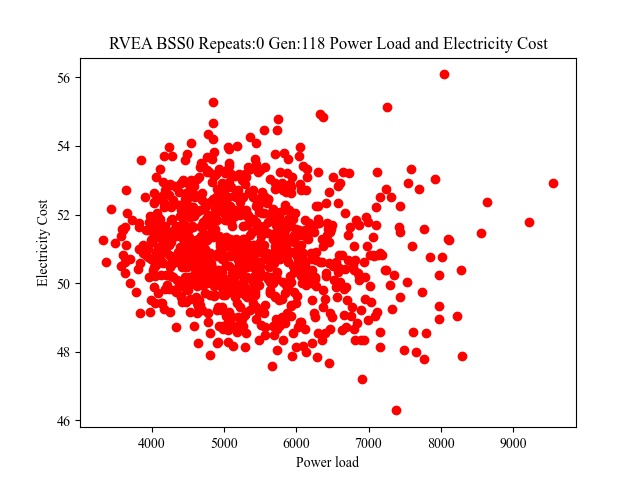 RVEA BSS0 Repeats:0 Gen:118 Power Load and Electricity Cost
56
54
52
50
48
46
Electricity Cost
4000 5000 6000 7000 8000 9000
Power load